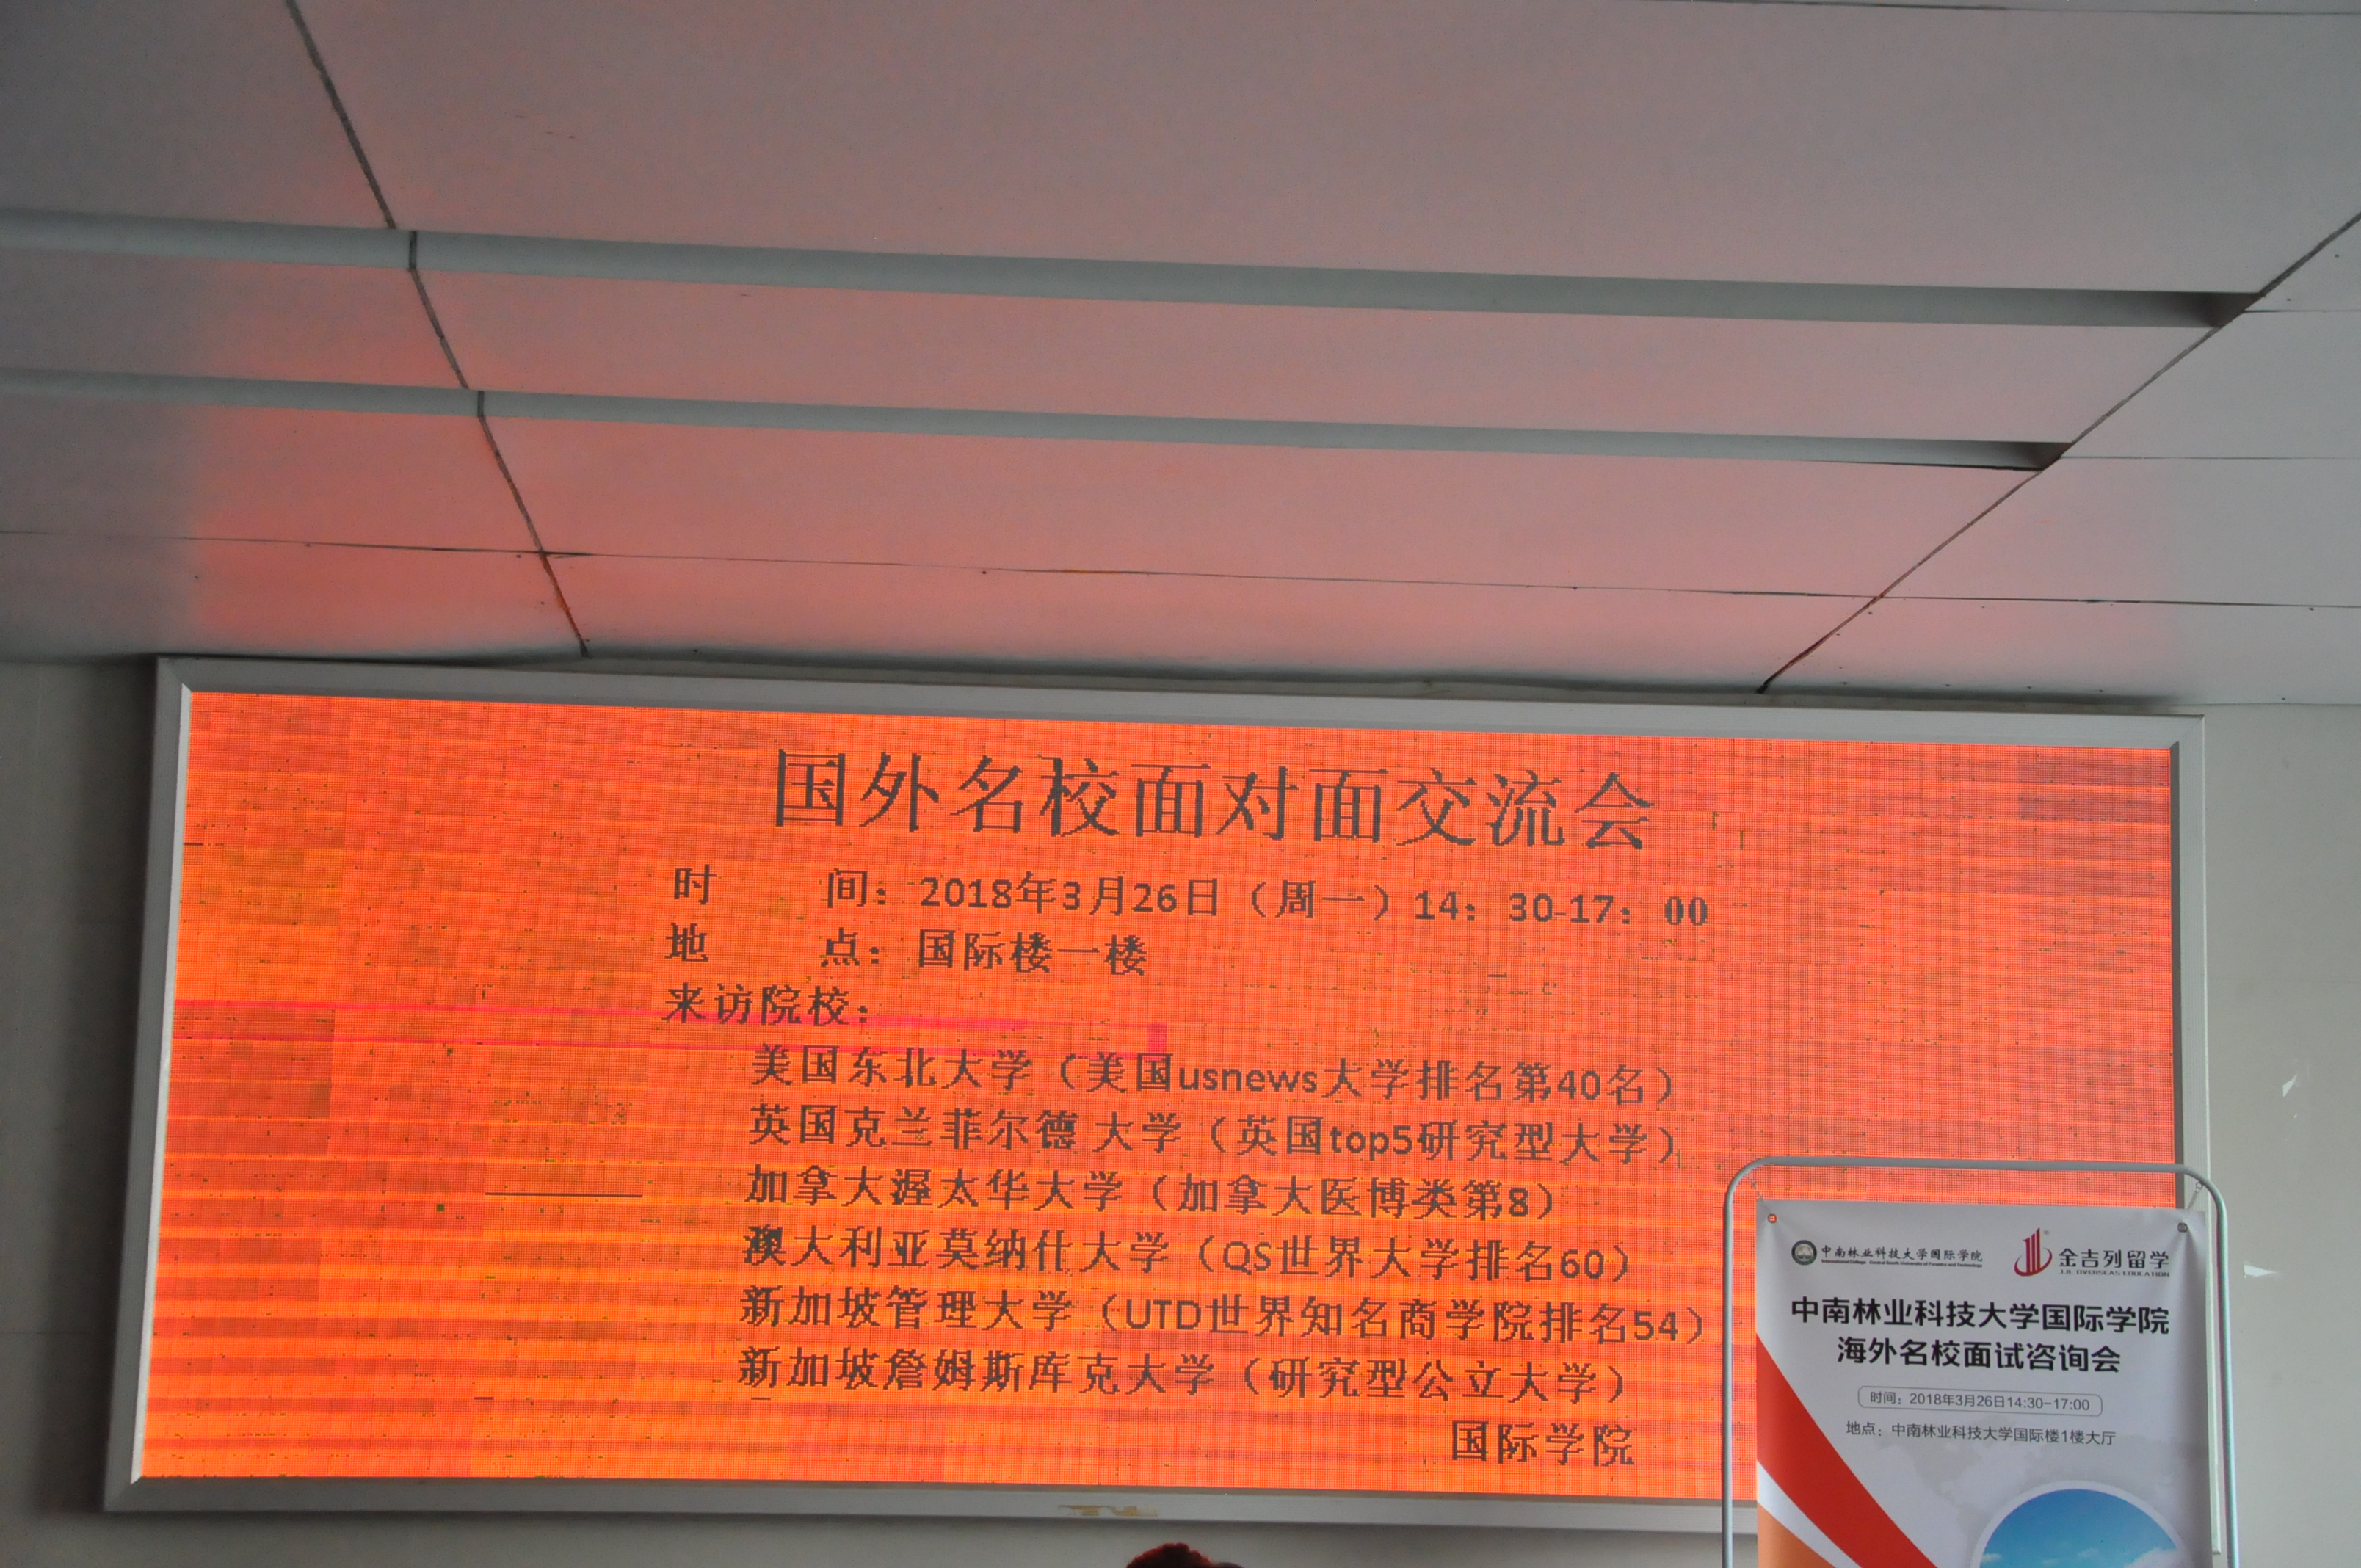 国外名校面对面交流会
时 间：2018年3月26日（周一）14：30-17：00
地 点：国际楼一楼
来访院校：
美国东北大学（美国usnews大学排名第40名）
英国克兰菲尔德 大学（英国top5研究型大学）
加拿大渥太华大学（加拿大医博类第8）
澳大利亚莫纳什大学（QS世界大学排名60）
新加坡管理大学（UTD世界知名商学院排名54）
新加坡詹姆斯库克大学（研究型公立大学）
国际学院
中南林业科技大学国际学院
International College Central South University of Forestry and Technology
金吉列留学
JJL OVERSEAS EDUCATION
中南林业科技大学国际学院
海外名校面试咨询会
时间：2018年3月26日14:30-17:00
地点：中南林业科技大学国际楼1楼大厅